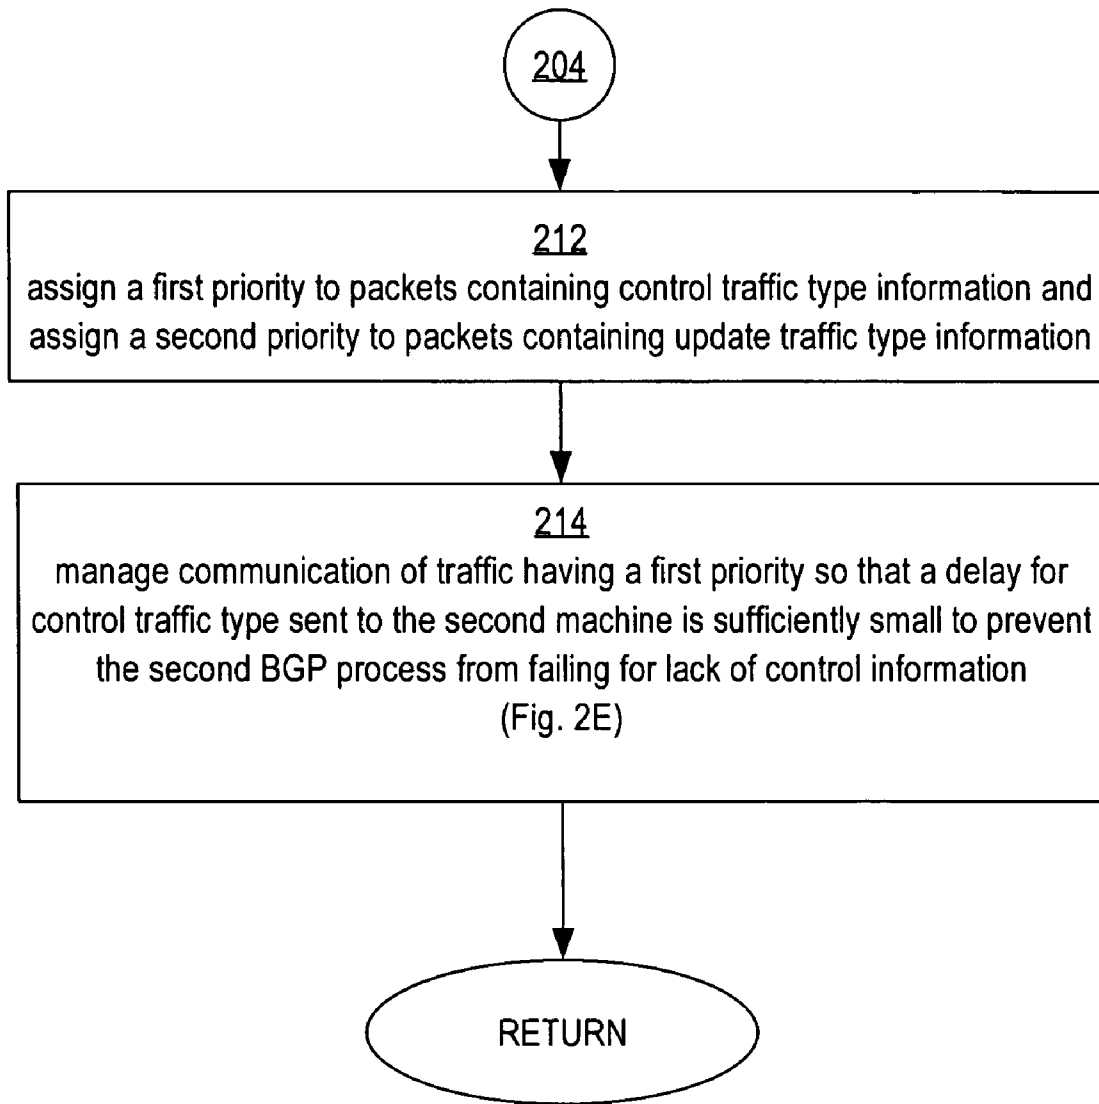 204
212
assign a first priority to packets containing control traffic type information and
assign a second priority to packets containing update traffic type information
214
manage communication of traffic having a first priority so that a delay for
control traffic type sent to the second machine is sufficiently small to prevent
the second BGP process from failing for lack of control information
(Fig. 2E)
RETURN